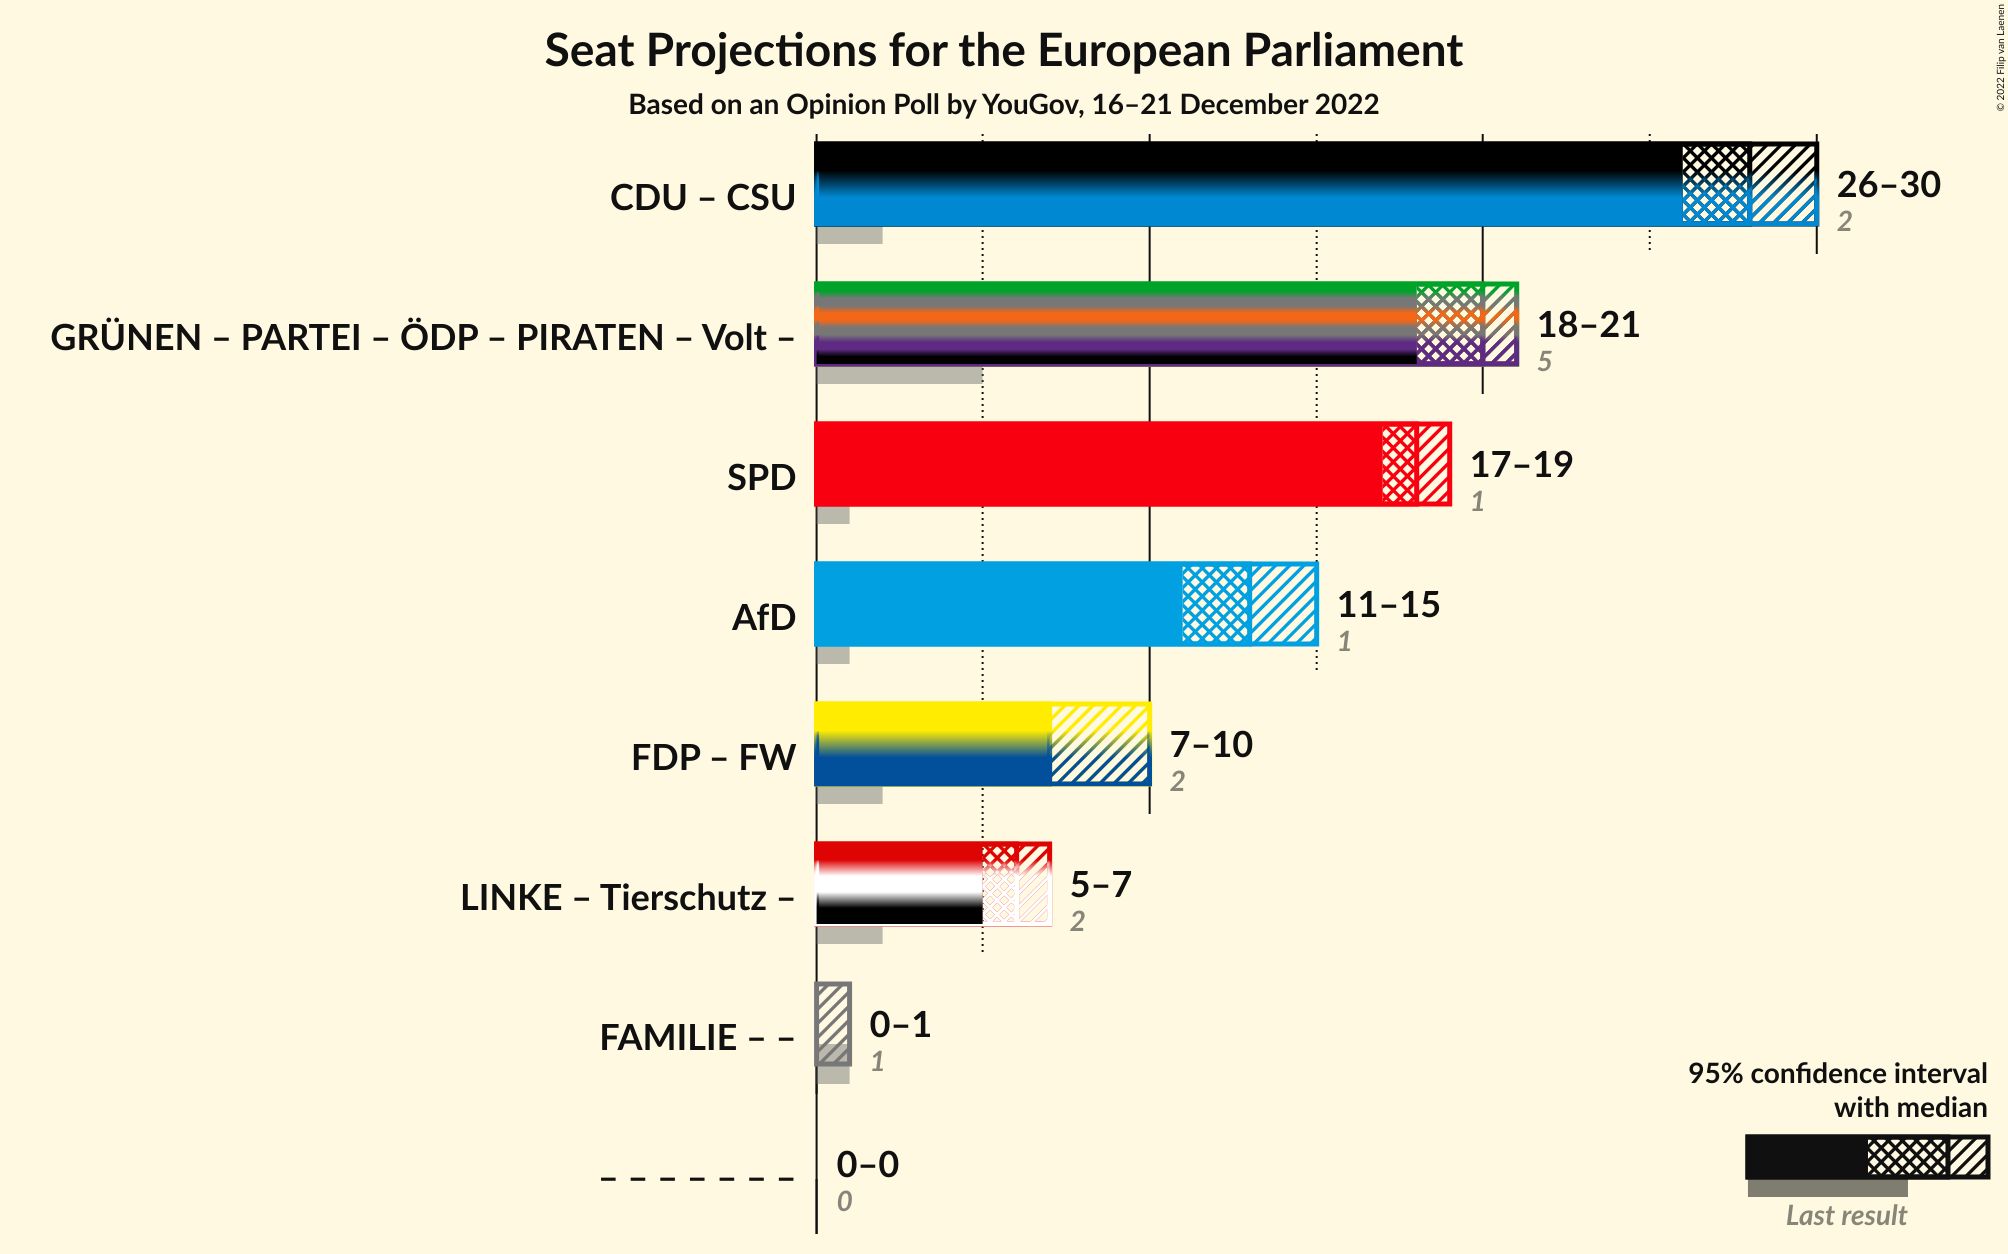 Seat Projections for the European Parliament
Based on an Opinion Poll by YouGov, 16–21 December 2022
© 2022 Filip van Laenen
CDU – CSU
26–30
2
GRÜNEN – PARTEI – ÖDP – PIRATEN – Volt –
18–21
5
SPD
17–19
1
AfD
11–15
1
FDP – FW
7–10
2
LINKE – Tierschutz –
5–7
2
FAMILIE – –
0–1
1
– – – – – – –
0–0
0
95% confidence interval
with median
Last result